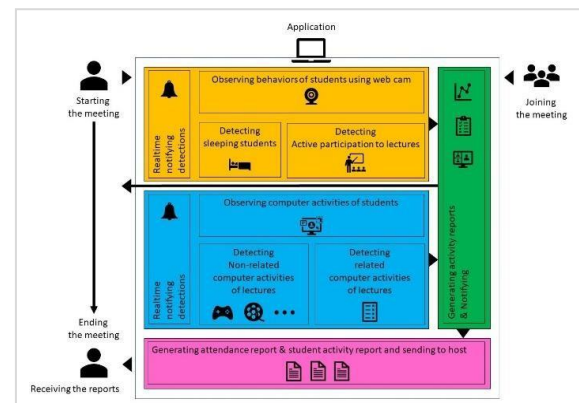 Application
Starting
the meeting
Joining
the meeting
Realtime
notifying
detections
Observing behaviors of students using web cam
Detecting
sleeping students
Detecting
Active participation to lectures
Realtime
notifying
detections
Observing computer activities of students
Detecting
Non-related
computer activities
of lectures
Detecting
related
computer activities
of lectures
Generating activity reports
& Notifying
Ending
the meeting
Generating attendance report & student activity report and sending to host
Receiving the reports